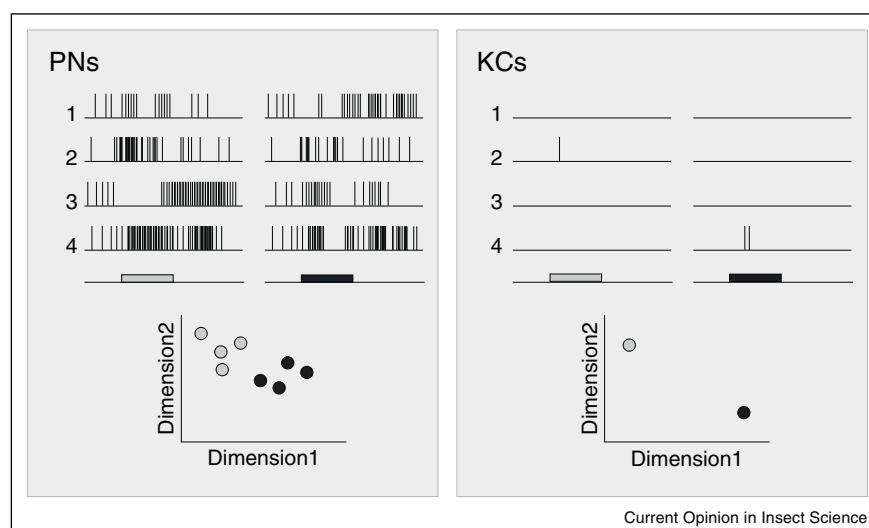 PNs
1
2
3
4
Dimension2
Dimension1
KCs
1
2
3
4
Dimension2
Dimension1
Current Opinion in Insect Science